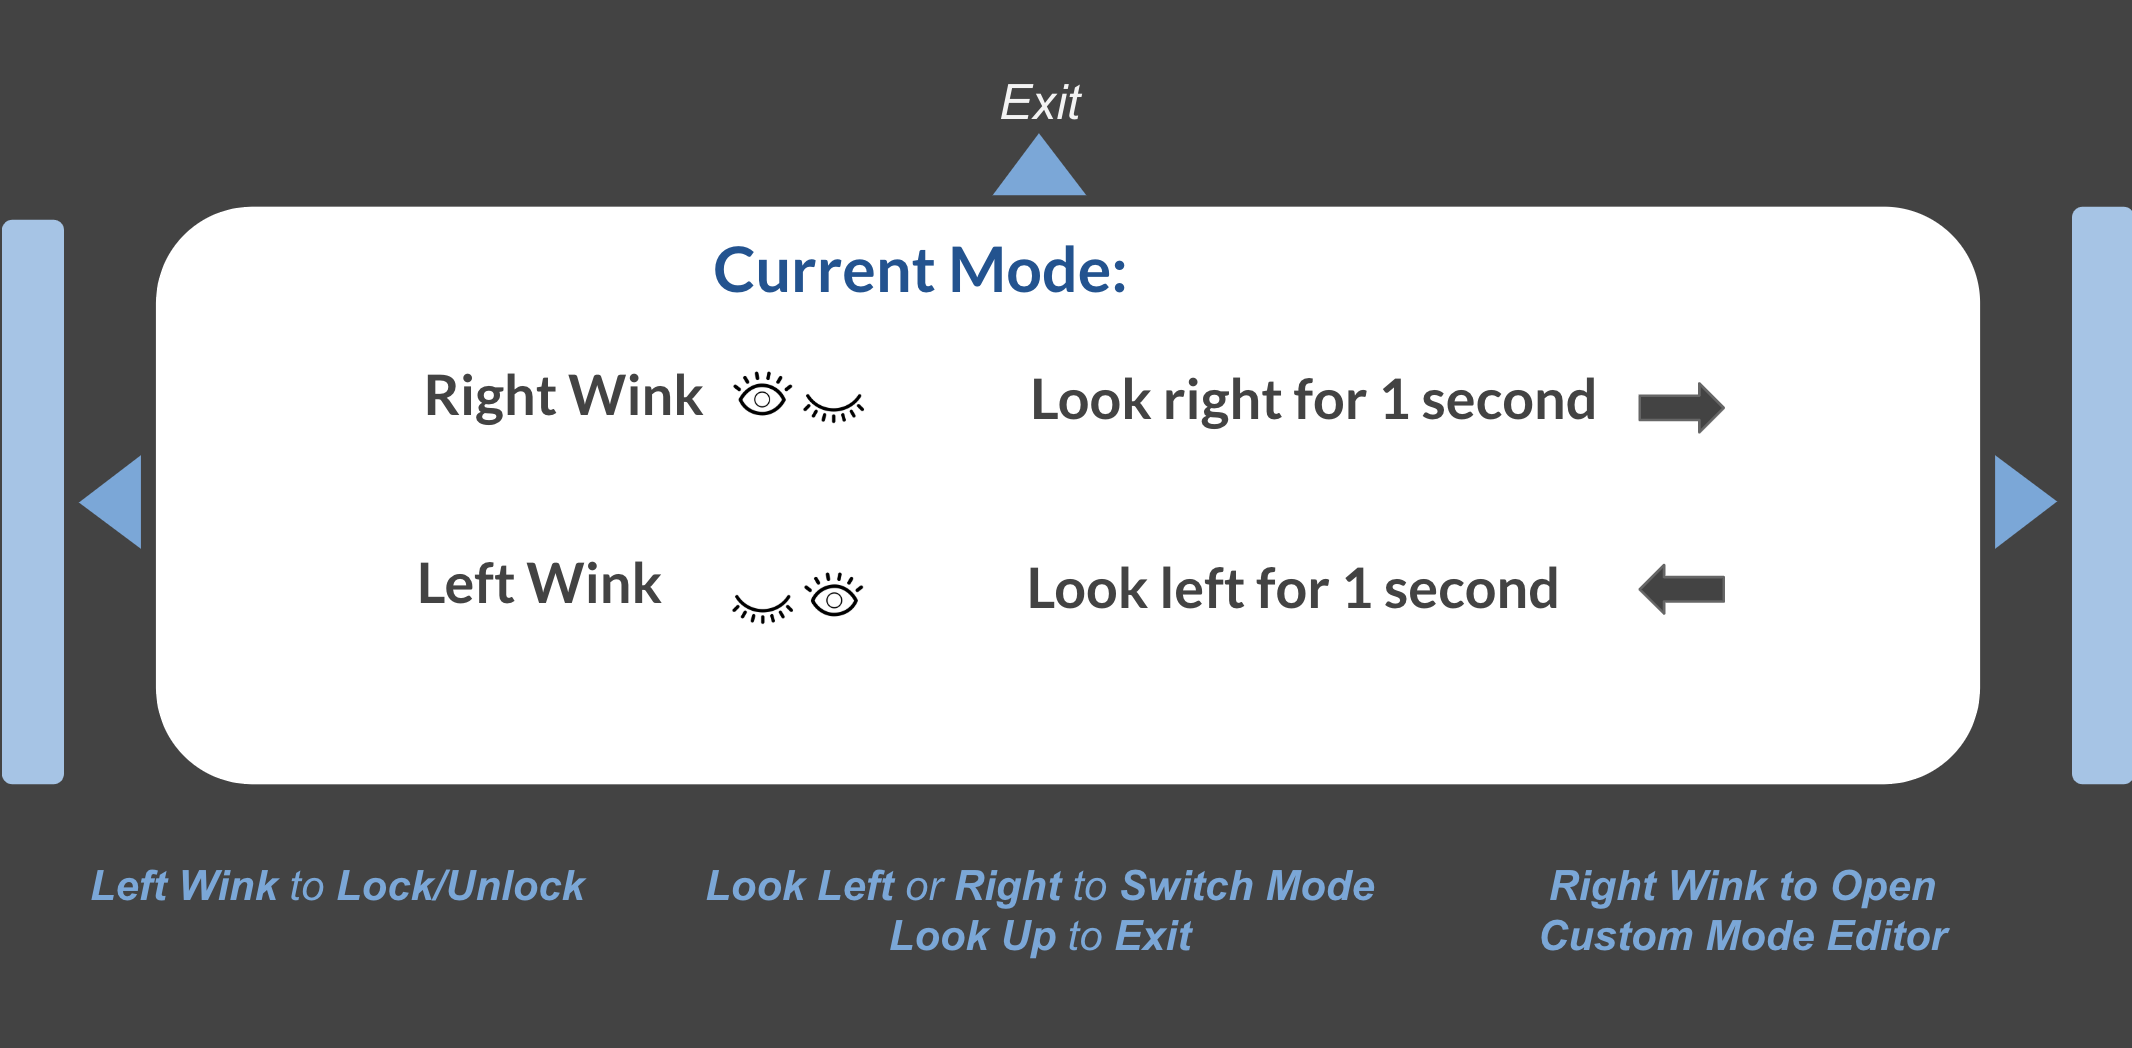 Exit
Current Mode:
Right Wink
Look right for 1 second
Left Wink
Look left for 1 second
Left Wink to Lock/Unlock
Look Left or Right to Switch Mode
Look Up to Exit
Right Wink to Open
Custom Mode Editor